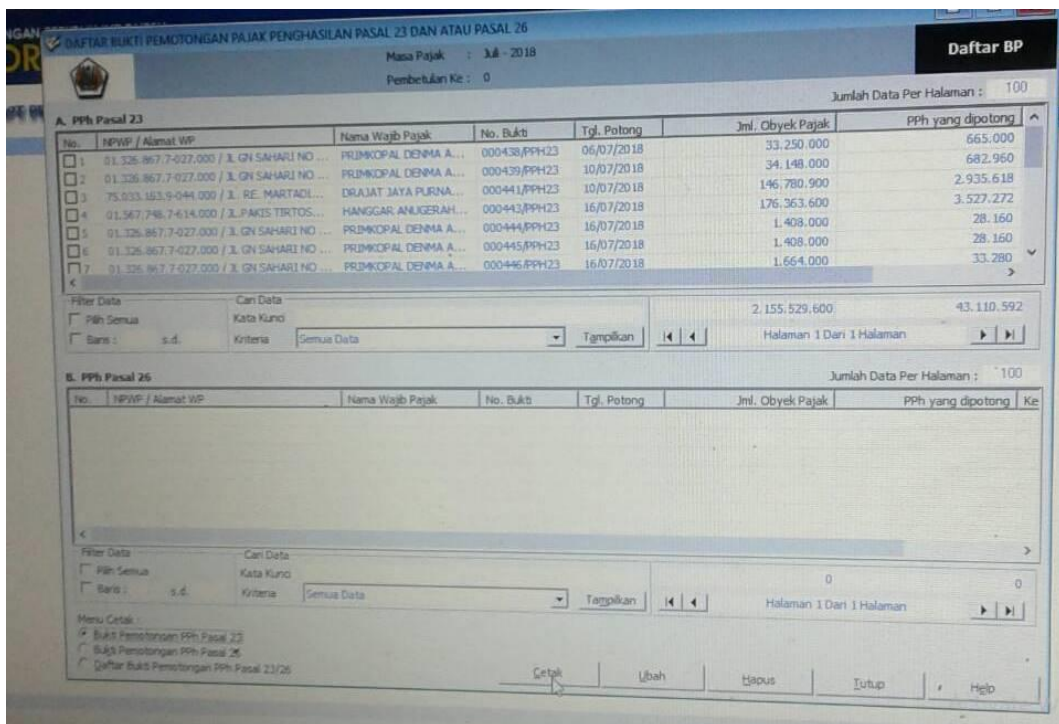 DAFTAR BUKTI PEMOTONGAN PAJAK PENGHASILAN PASAL 23 DAN ATAU PASAL 26
Masa Pajak : Juli - 2018
Pembetulan Ke : 0
Daftar BP
Jumlah Data Per Halaman : 100
A. PPh Pasal 23
No. NPWP / Alamat WP Nama Wajib Pajak No. Bukti Tgl. Potong Jml. Obyek Pajak PPh yang dipotong
1 01.326.867.7-027.000 / JL GN SAHARI NO ... PRIMKOPAL DENMA A... 000438/PPH23 06/07/2018 33.250.000 665.000
2 01.326.867.7-027.000 / JL GN SAHARI NO ... PRIMKOPAL DENMA A... 000439/PPH23 10/07/2018 34.148.000 682.960
3 75.033.163.9-044.000 / JL. RE. MARTADI... DRAJAT JAYA PURNA... 000441/PPH23 10/07/2018 146.780.900 2.935.618
4 01.567.748.7-614.000 / JL.PAKIS TIRTOS... HANGGAR ANUGERAH... 000443/PPH23 16/07/2018 176.363.600 3.527.272
5 01.326.867.7-027.000 / JL GN SAHARI NO ... PRIMKOPAL DENMA A... 000444/PPH23 16/07/2018 1.408.000 28.160
6 01.326.867.7-027.000 / JL GN SAHARI NO ... PRIMKOPAL DENMA A... 000445/PPH23 16/07/2018 1.408.000 28.160
7 01.326.867.7-027.000 / JL GN SAHARI NO ... PRIMKOPAL DENMA A... 000446/PPH23 16/07/2018 1.664.000 33.280
Filter Data Cari Data
Pilih Semua Kata Kunci 2.155.529.600 43.110.592
Baris : s.d. Kriteria Semua Data Tampilkan Halaman 1 Dari 1 Halaman
B. PPh Pasal 26 Jumlah Data Per Halaman : 100
No. NPWP / Alamat WP Nama Wajib Pajak No. Bukti Tgl. Potong Jml. Obyek Pajak PPh yang dipotong Ke
Filter Data Cari Data
Pilih Semua Kata Kunci 0 0
Baris : s.d. Kriteria Semua Data Tampilkan Halaman 1 Dari 1 Halaman
Menu Cetak :
Bukti Pemotongan PPh Pasal 23
Bukti Pemotongan PPh Pasal 26
Daftar Bukti Pemotongan PPh Pasal 23/26
Cetak Ubah Hapus Tutup Help